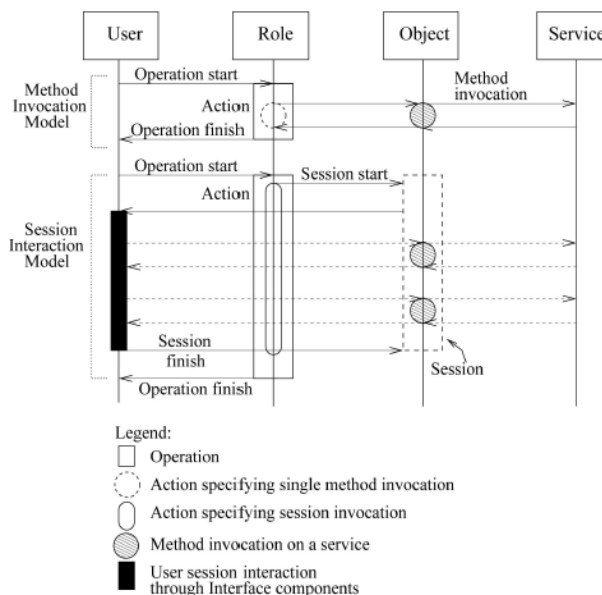 User Role Object Service
Operation start
Method
Invocation
Model
Action
Method
invocation
Operation finish
Operation start
Session start
Action
Session
Interaction
Model
Session
finish
Session
Operation finish
Legend:
Operation
Action specifying single method invocation
Action specifying session invocation
Method invocation on a service
User session interaction
through Interface components